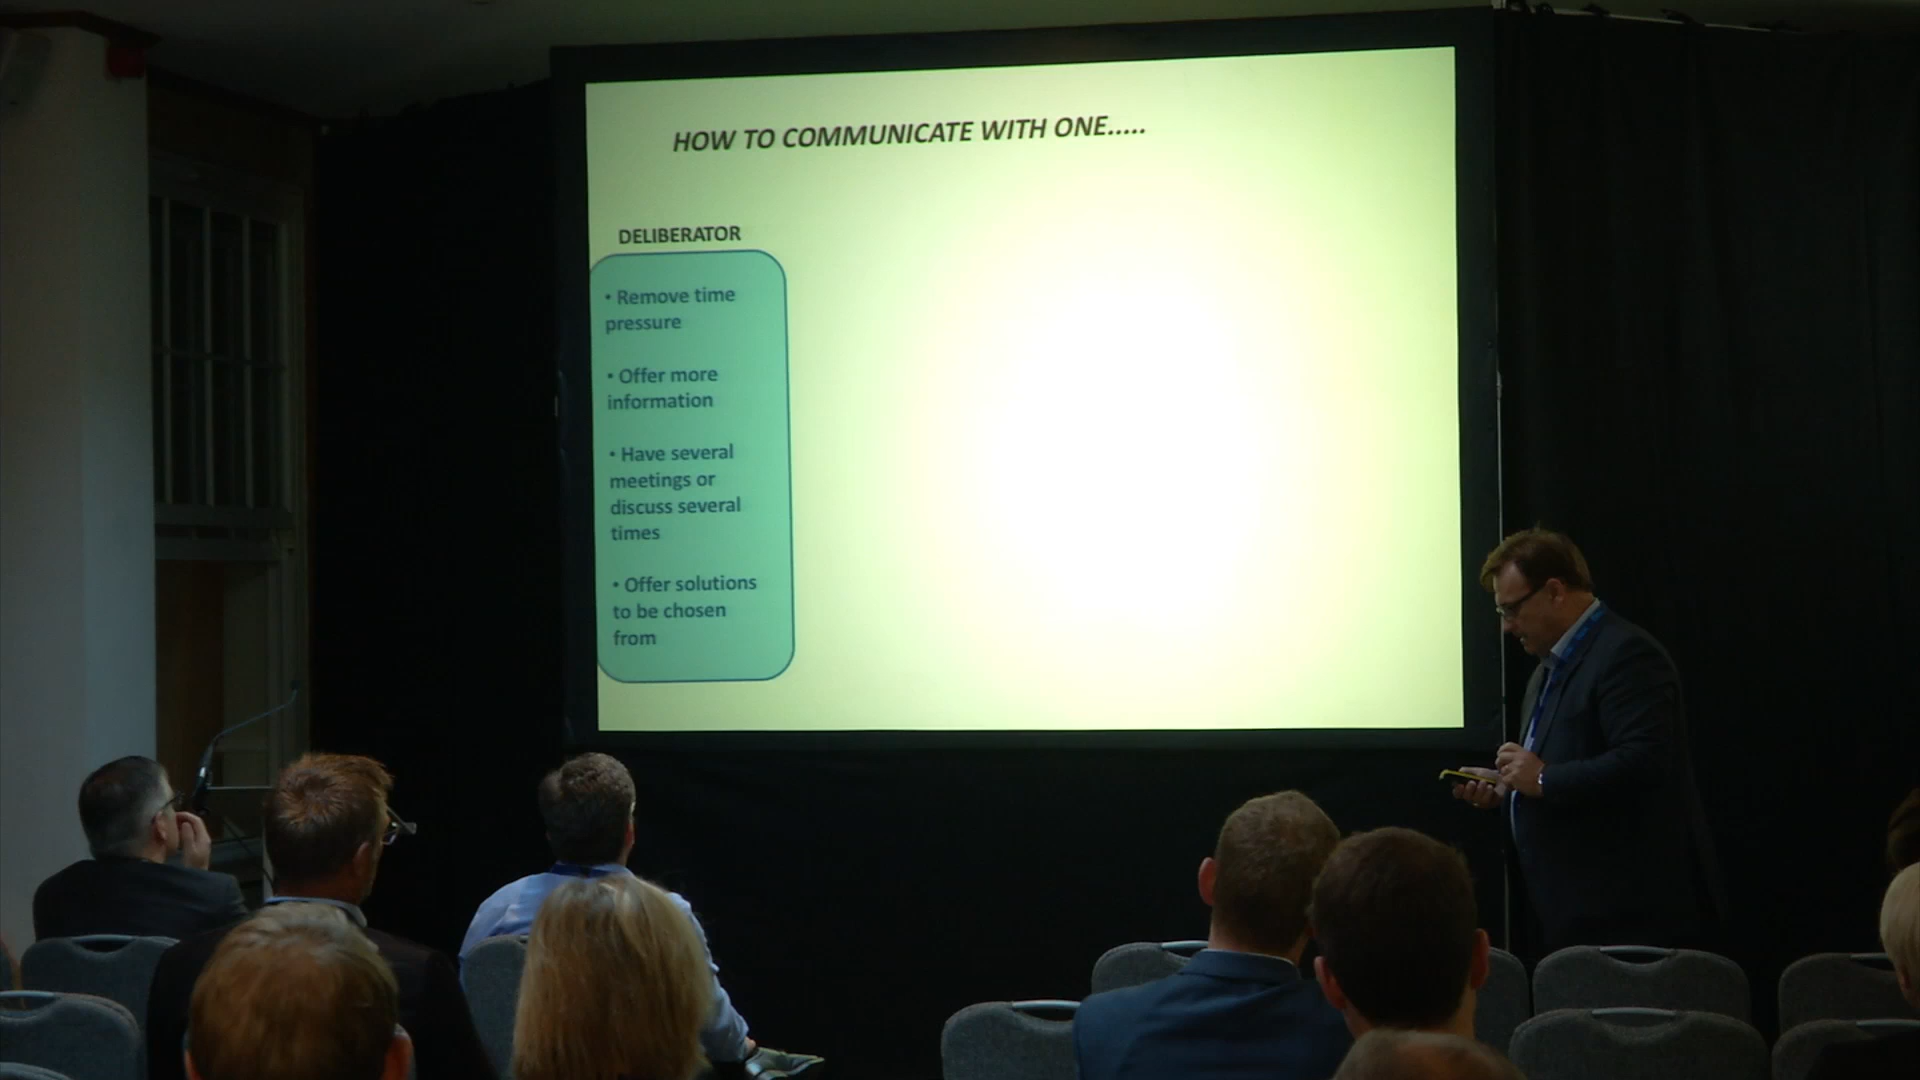 HOW TO COMMUNICATE WITH ONE.....
DELIBERATOR
• Remove time
pressure
• Offer more
information
• Have several
meetings or
discuss several
times
• Offer solutions
to be chosen
from